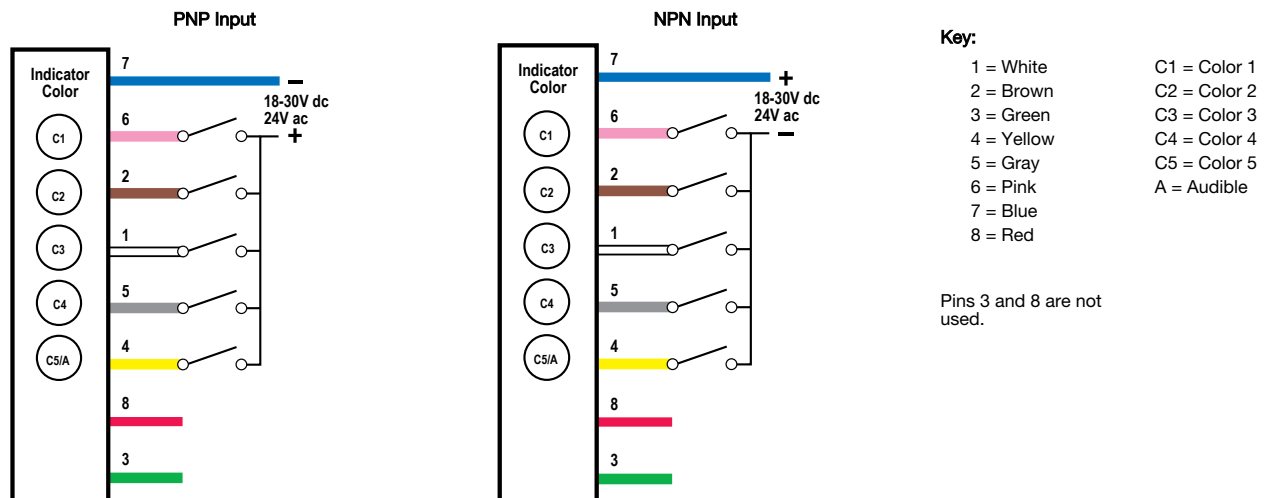 PNP Input
Indicator
Color
7
–
18-30V dc
24V ac
+
6
C1
2
C2
1
C3
5
C4
4
C5/A
8
3
NPN Input
Indicator
Color
7
+
18-30V dc
24V ac
–
6
C1
2
C2
1
C3
5
C4
4
C5/A
8
3
Key:
1 = White
2 = Brown
3 = Green
4 = Yellow
5 = Gray
6 = Pink
7 = Blue
8 = Red
C1 = Color 1
C2 = Color 2
C3 = Color 3
C4 = Color 4
C5 = Color 5
A = Audible
Pins 3 and 8 are not
used.